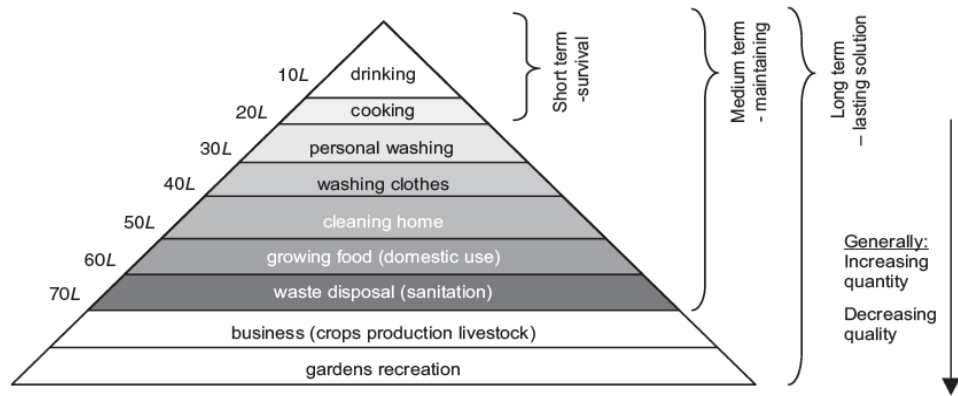 10L
drinking
20L
cooking
30L
personal washing
40L
washing clothes
50L
cleaning home
60L
growing food (domestic use)
70L
waste disposal (sanitation)
business (crops production livestock)
gardens recreation
Short term
-survival
Medium term
- maintaining
Long term
– lasting solution
Generally:
Increasing
quantity
Decreasing
quality